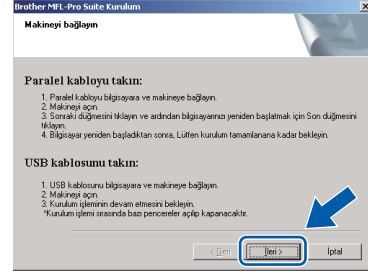 Brother MFL-Pro Suite Kurulum
Makineyi bağlayın
Paralel kabloyu takın:
1. Paralel kabloyu bilgisayara ve makineye bağlayın.
2. Makineyi açın.
3. Sonraki düğmesini tıklayın ve ardından bilgisayarınızı yeniden başlatmak için Son düğmesini
tıklayın.
4. Bilgisayar yeniden başladıktan sonra, Lütfen kurulum tamamlanana kadar bekleyin.
USB kablosunu takın:
1. USB kablosunu bilgisayara ve makineye bağlayın.
2. Makineyi açın.
3. Kurulum işleminin devam etmesini bekleyin.
*Kurulum işlemi sırasında bazı pencereler açılıp kapanacaktır.
< Geri İleri > İptal